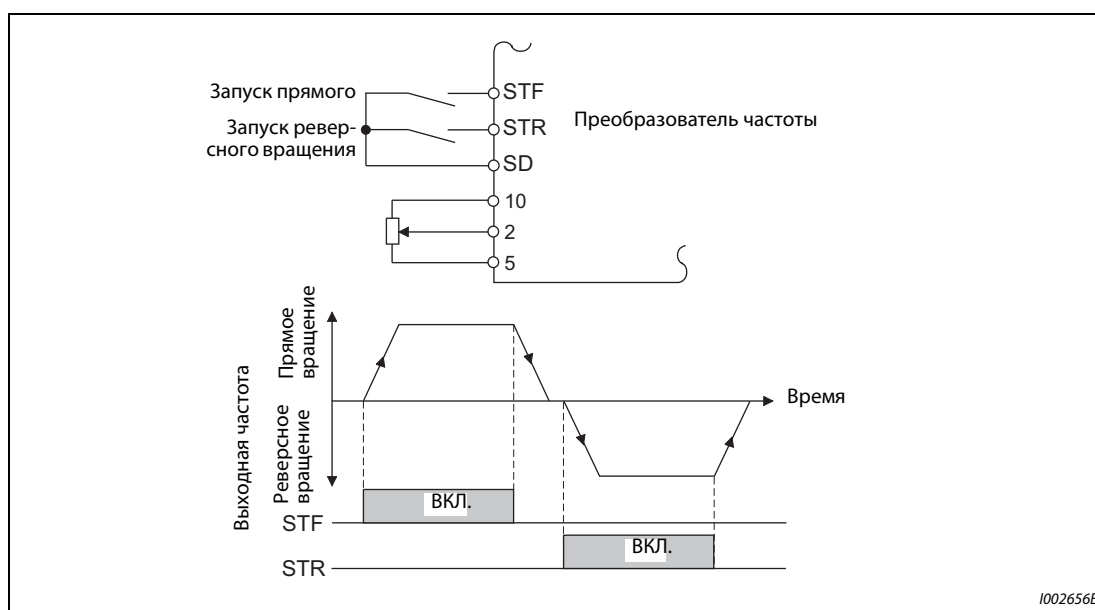 Запуск прямого
STF
Запуск ревер-
сного вращения
STR
Преобразователь частоты
SD
10
2
5
Выходная частота
Прямое
вращение
Реверсное
вращение
Время
ВКЛ.
STF
ВКЛ.
STR
I002656E